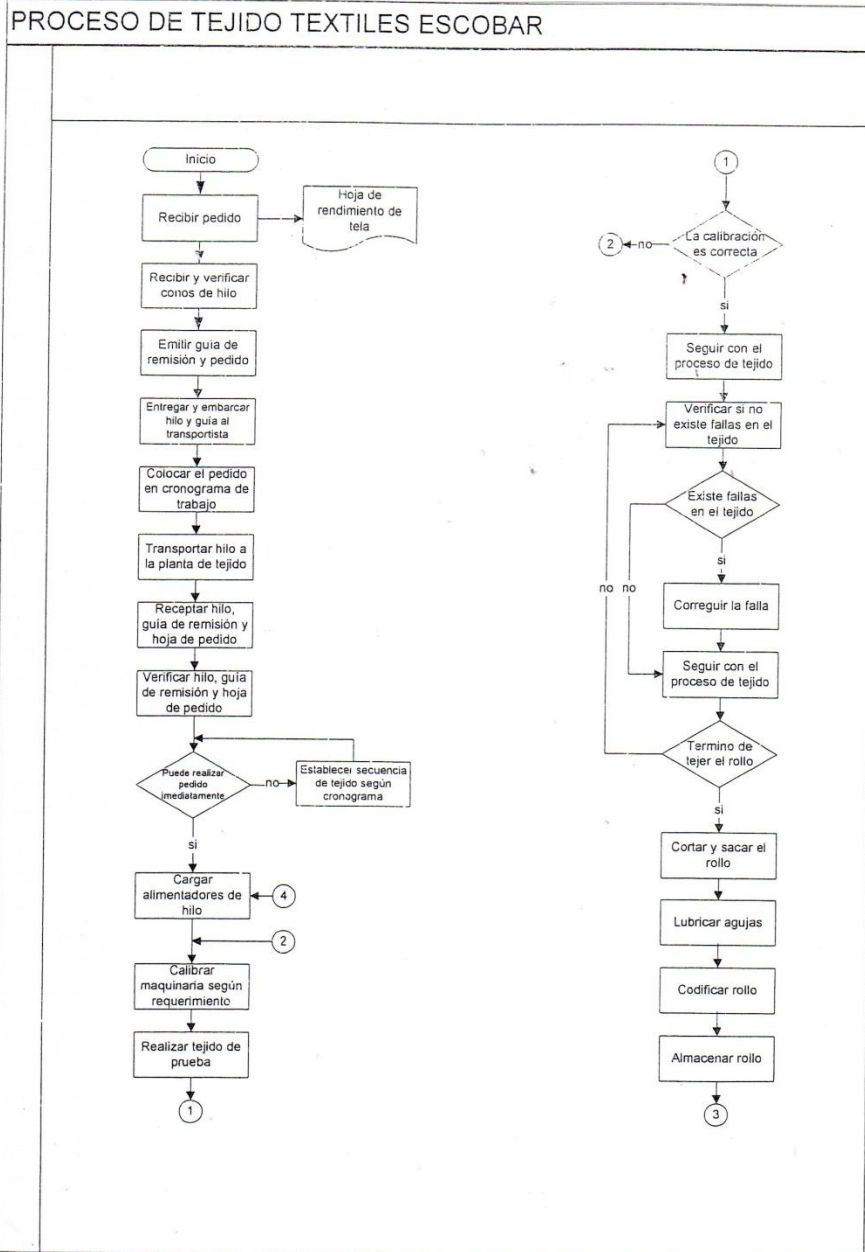 PROCESO DE TEJIDO TEXTILES ESCOBAR
Inicio
Recibir pedido
Hoja de
rendimiento de
tela
Recibir y verificar
conos de hilo
Emitir guia de
remisión y pedido
Entregar y embarcar
hilo y guia al
transportista
Colocar el pedido
en cronograma de
trabajo
Transportar hilo a
la planta de tejido
Receptar hilo,
guía de remisión y
hoja de pedido
Verificar hilo, guía
de remisión y hoja
de pedido
Puede realizar
pedido
imediatamente
no
Establecer secuencia
de tejido según
cronograma
si
Cargar
alimentadores de
hilo
4
2
Calibrar
maquinaria según
requerimiento
Realizar tejido de
prueba
1
1
La calibración
es correcta
no
2
si
Seguir con el
proceso de tejido
Verificar si no
existe fallas en el
tejido
Existe fallas
en el tejido
si
no
no
Correguir la falla
Seguir con el
proceso de tejido
Termino de
tejer el rollo
si
Cortar y sacar el
rollo
Lubricar agujas
Codificar rollo
Almacenar rollo
3